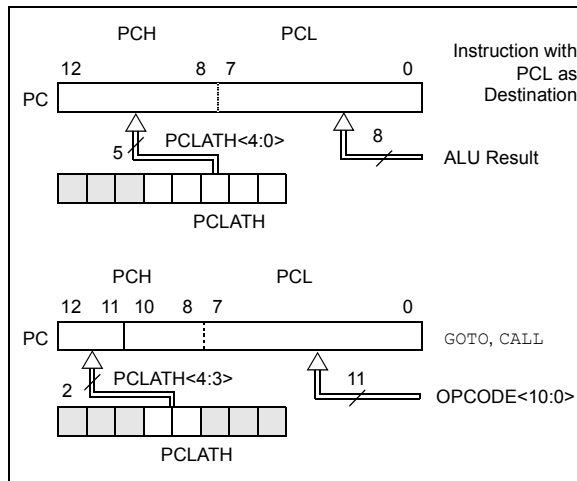 PCH PCL
12 8 7 0
Instruction with
PCL as
Destination
PC
PCLATH<4:0>
5
8
ALU Result
PCLATH
PCH PCL
12 11 10 8 7 0
PC
GOTO, CALL
PCLATH<4:3>
2
11
OPCODE<10:0>
PCLATH